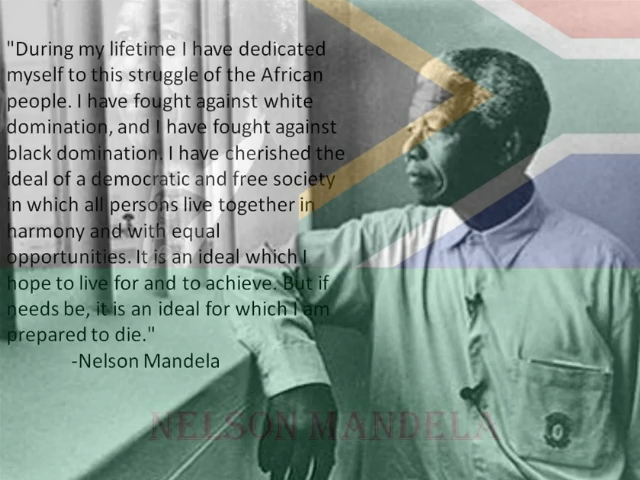 "During my lifetime I have dedicated
myself to this struggle of the African
people. I have fought against white
domination, and I have fought against
black domination. I have cherished the
ideal of a democratic and free society
in which all persons live together in
harmony and with equal
opportunities. It is an ideal which I
hope to live for and to achieve. But if
needs be, it is an ideal for which I am
prepared to die."
-Nelson Mandela
NELSON MANDELA